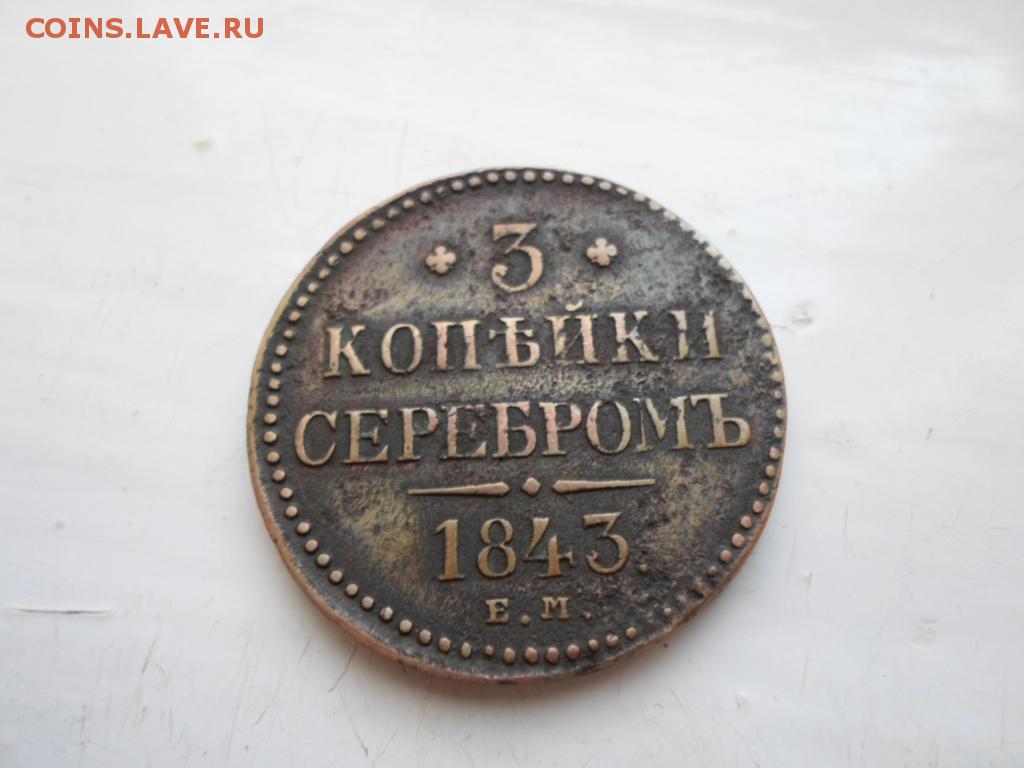 COINS.LAVE.RU
3
КОПѢЙКИ
СЕРЕБРОМЪ
1843.
Е.М.